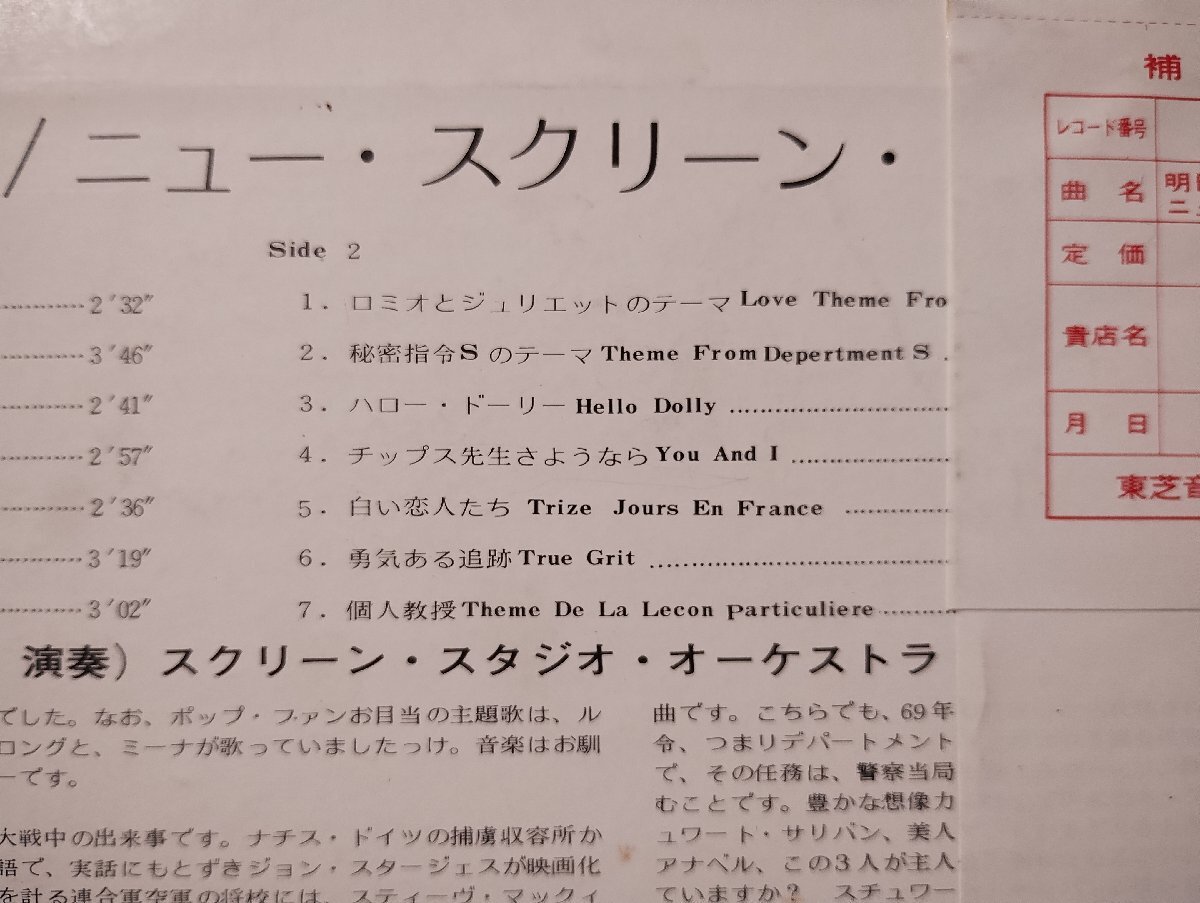 / ニュー・スクリーン・
Side 2
2′32″
3′46″
2′41″
2′57″
2′36″
3′19″
3′02″
1. ロミオとジュリエットのテーマ Love Theme Fro
2. 秘密指令S のテーマ Theme From Depertment S
3. ハロー・ドーリー Hello Dolly
4. チップス先生さようなら You And I
5. 白い恋人たち Trize Jours En France
6. 勇気ある追跡 True Grit
7. 個人教授 Theme De La Lecon particuliere
演奏) スクリーン・スタジオ・オーケストラ
でした。なお、ポップ・ファンお目当の主題歌は、ル
ロングと、ミーナが歌っていましたっけ。音楽はお馴
ーです。
大戦中の出来事です。ナチス・ドイツの捕虜収容所か
語で、実話にもとずきジョン・スタージェスが映画化
を計る連合軍空軍の将校には、スティーヴ・マックィ
曲です。こちらでも、69年
令、つまりデパートメント
で、その任務は、警察当局
むことです。豊かな想像力
ュワート・サリバン、美人
アナベル、この3人が主人
ていますか? スチュワー
補
レコード番号
曲名 明
ニ
定価
貴店名
月日
東芝音